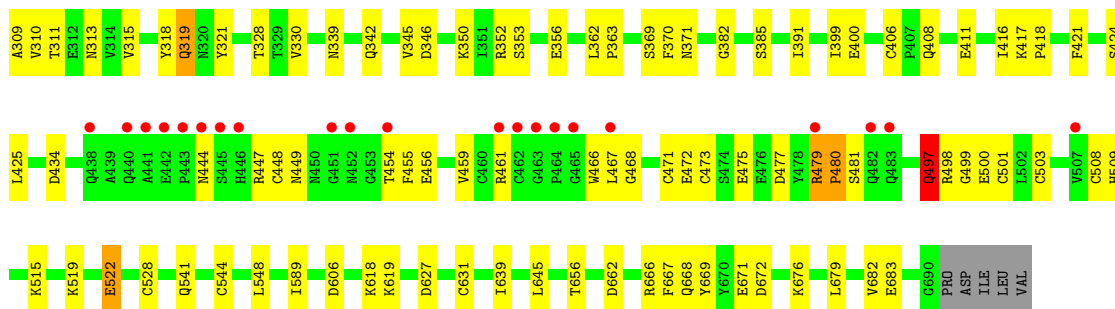 A309 V310 T311 E312 N313 V314 V315 Y318 Q319 N320 Y321 T328 T329 V330 N339 Q342 V345 D346 K350 I351 R352 S353 E356 L362 P363 S369 F370 N371 G382 S385 I391 I399 E400 C406 P407 Q408 E411 I416 K417 P418 F421
L425 D434 Q438 A439 Q440 A441 E442 P443 N444 S445 H446 R447 C448 N449 N450 G451 N452 G453 T454 F455 E456 V459 C460 R461 C462 G463 P464 G465 W466 L467 G468 C471 E472 C473 S474 E475 E476 D477 Y478 R479 P480 S481 Q482 Q483 Q497 R498 G499 E500 C501 L502 C503 V507 C508
K515 K519 E522 C528 Q541 C544 L548 I589 D606 K618 K619 D627 C631 I639 L645 T656 D662 R666 F667 Q668 Y669 Y670 E671 D672 K676 L679 V682 E683 G690 PRO ASP ILE LEU VAL